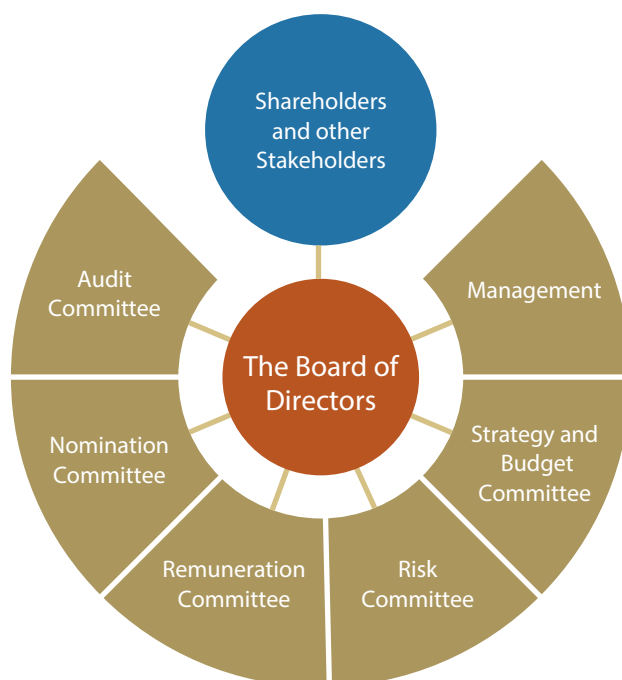 Shareholders
and other
Stakeholders
Audit
Committee
Management
The Board of
Directors
Nomination
Committee
Strategy and
Budget
Committee
Remuneration
Committee
Risk
Committee